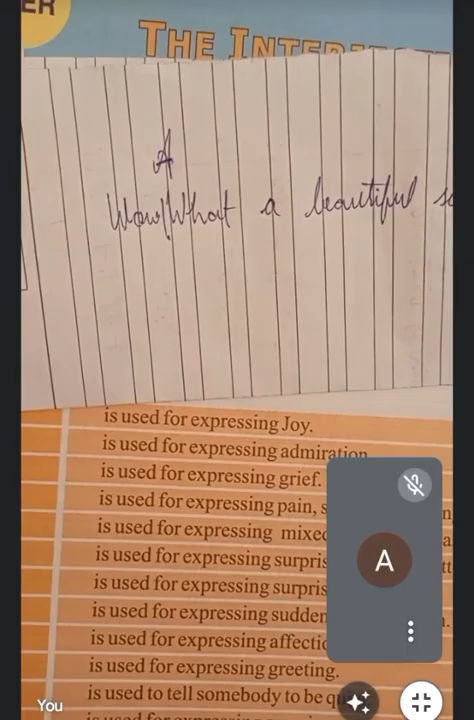 ER
THE INTERJECT
A
Wow! What a beautiful
is used for expressing Joy.
is used for expressing admiration
is used for expressing grief.
is used for expressing pain, s
is used for expressing mixed
is used for expressing surpris
is used for expressing surpris
is used for expressing sudden
is used for expressing affectio
is used for expressing greeting.
is used to tell somebody to be qu
A
You